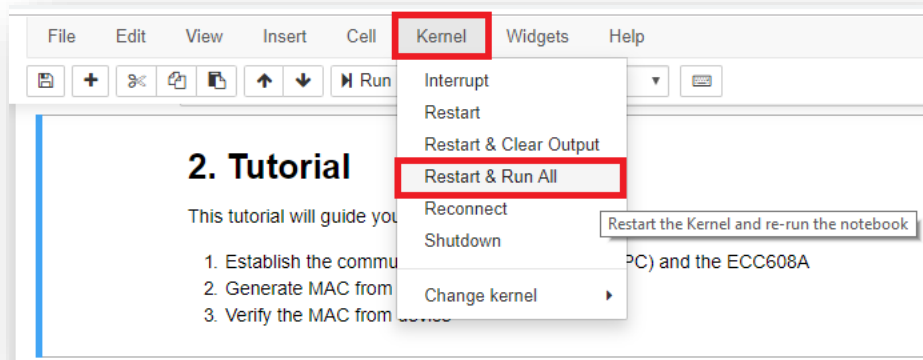 File Edit View Insert Cell Kernel Widgets Help
Run
Interrupt
Restart
Restart & Clear Output
Restart & Run All
Reconnect
Shutdown
Change kernel
Restart the Kernel and re-run the notebook
2. Tutorial
This tutorial will guide
1. Establish the PC) and the ECC608A
2. Generate MAC from
3. Verify the MAC from